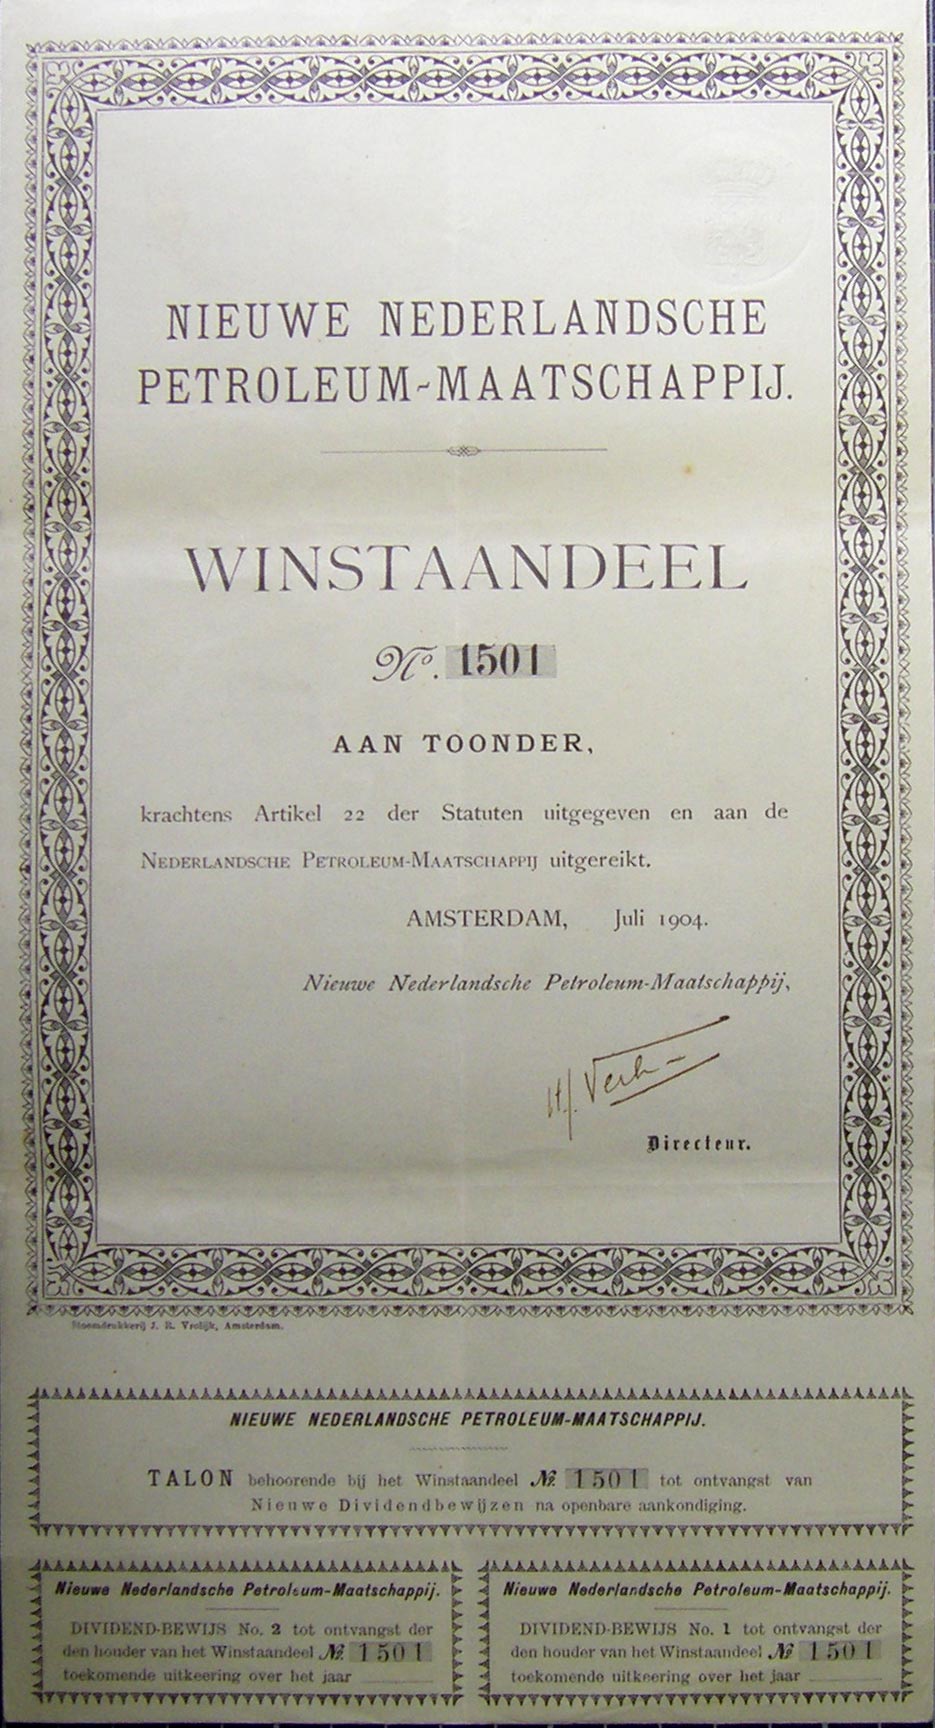 NIEUWE NEDERLANDSCHE
PETROLEUM-MAATSCHAPPIJ.
WINSTAANDEEL
No. 1501
AAN TOONDER,
krachtens Artikel 22 der Statuten uitgegeven en aan de
NEDERLANDSCHE PETROLEUM-MAATSCHAPPIJ uitgereikt.
AMSTERDAM, Juli 1904.
Nieuwe Nederlandsche Petroleum-Maatschappij,
Directeur.
Stoomdrukkerij J. R. Vrolijk, Amsterdam.
NIEUWE NEDERLANDSCHE PETROLEUM-MAATSCHAPPIJ.
TALON behoorende bij het Winstaandeel No. 1501 tot ontvangst van
Nieuwe Dividendbewijzen na openbare aankondiging.
Nieuwe Nederlandsche Petroleum-Maatschappij.
DIVIDEND-BEWIJS No. 2 tot ontvangst der
den houder van het Winstaandeel No. 1501
toekomende uitkeering over het jaar
Nieuwe Nederlandsche Petroleum-Maatschappij.
DIVIDEND-BEWIJS No. 1 tot ontvangst der
den houder van het Winstaandeel No 1501
toekomende uitkeering over het jaar